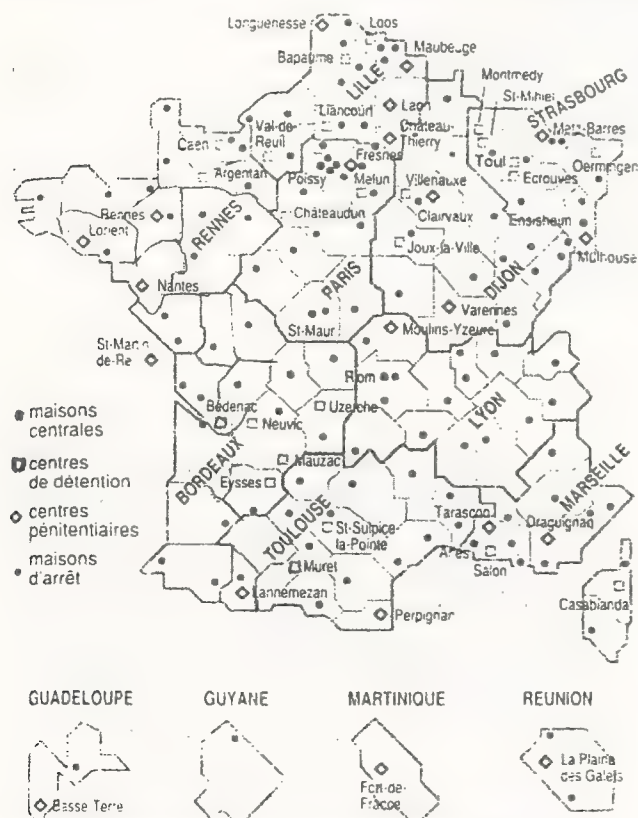 Longuenesse
Loos
Bapaume
Maubeuge
LILLE
Montmedy
St-Mihiel
STRASBOURG
Liancourt
Laon
Val-de-
Reuil
Caen
Château-
Thierry
Metz-Barres
Fresnes
Toul
Oermingen
Argentan
Poissy
Melun
Villenauxe
Ecrouves
Rennes
Lorient
RENNES
Châteaudun
Clairvaux
Ensisheim
Joux-la-Ville
Mulhouse
Nantes
PARIS
DIJON
Varennes
St-Maur
Moulins-Yzeure
St-Martin
de-Re
Riom
Bédenac
Uzerche
Neuvic
LYON
BORDEAUX
Mauzac
Eysses
MARSEILLE
TOULOUSE
Tarascon
Draguignan
St-Sulpice-
la-Pointe
Arles
Salon
Muret
Casabianda
Lannemezan
Perpignan
maisons
centrales
centres
de détention
centres
pénitentiaires
maisons
d'arrêt
GUADELOUPE
GUYANE
MARTINIQUE
REUNION
La Plaine
des Galets
Fort-de-
France
Basse Terre